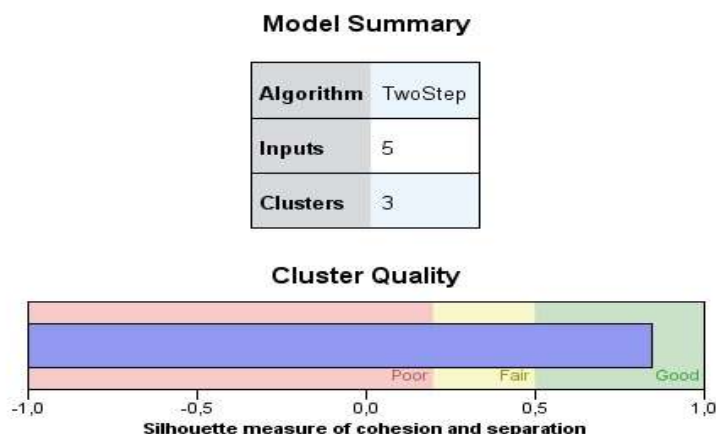 Model Summary
Algorithm TwoStep
Inputs 5
Clusters 3
Cluster Quality
Poor Fair Good
-1,0 -0,5 0,0 0,5 1,0
Silhouette measure of cohesion and separation